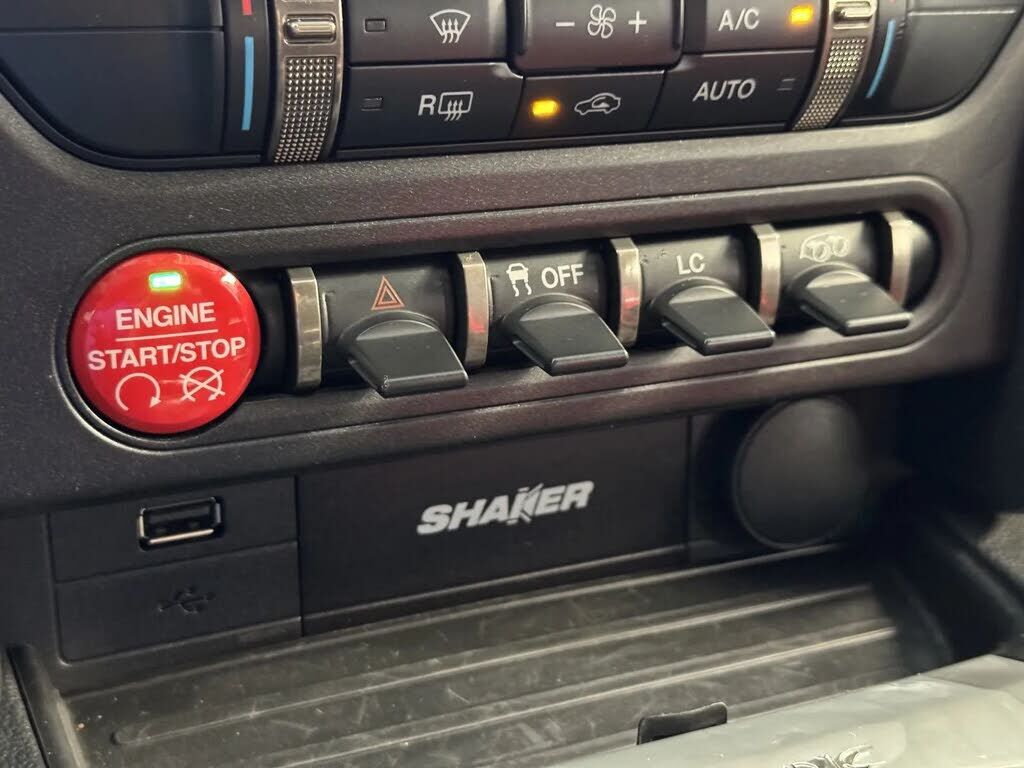 - +
A/C
R
AUTO
ENGINE
START/STOP
OFF
LC
SHAKER